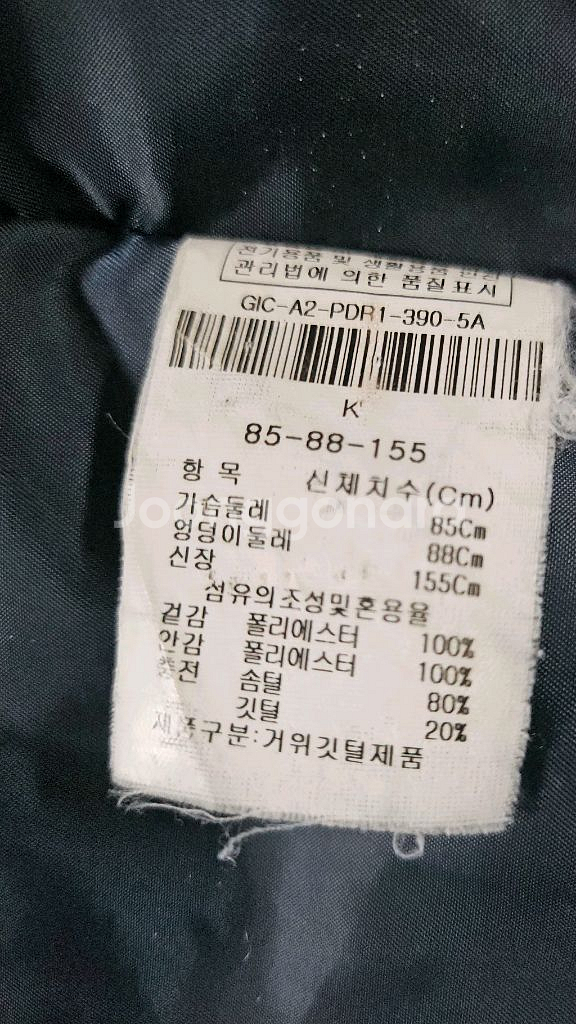 전기용품 및 생활용품 안전
관리법에 의한 품질표시
GIC-A2-PDR1-390-5A
K
85-88-155
항 목 신체치수(Cm)
가슴둘레 85Cm
엉덩이둘레 88Cm
신장 155Cm
섬유의조성및혼용율
겉감 폴리에스터 100%
안감 폴리에스터 100%
충전 솜털 80%
깃털 20%
제품구분:거위깃털제품